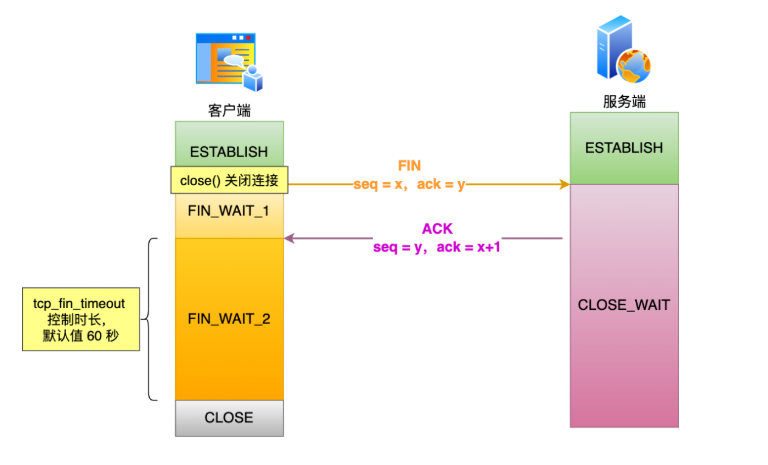 客户端
服务端
ESTABLISH
ESTABLISH
close() 关闭连接
FIN
seq = x，ack = y
FIN_WAIT_1
ACK
seq = y，ack = x+1
tcp_fin_timeout
控制时长，
默认值 60 秒
FIN_WAIT_2
CLOSE_WAIT
CLOSE